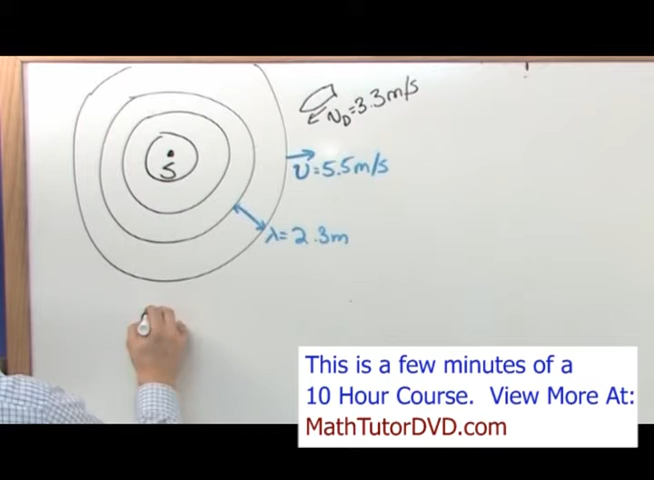 v_D=3.3m/s
S
v=5.5m/s
λ=2.3m
This is a few minutes of a
10 Hour Course. View More At:
MathTutorDVD.com